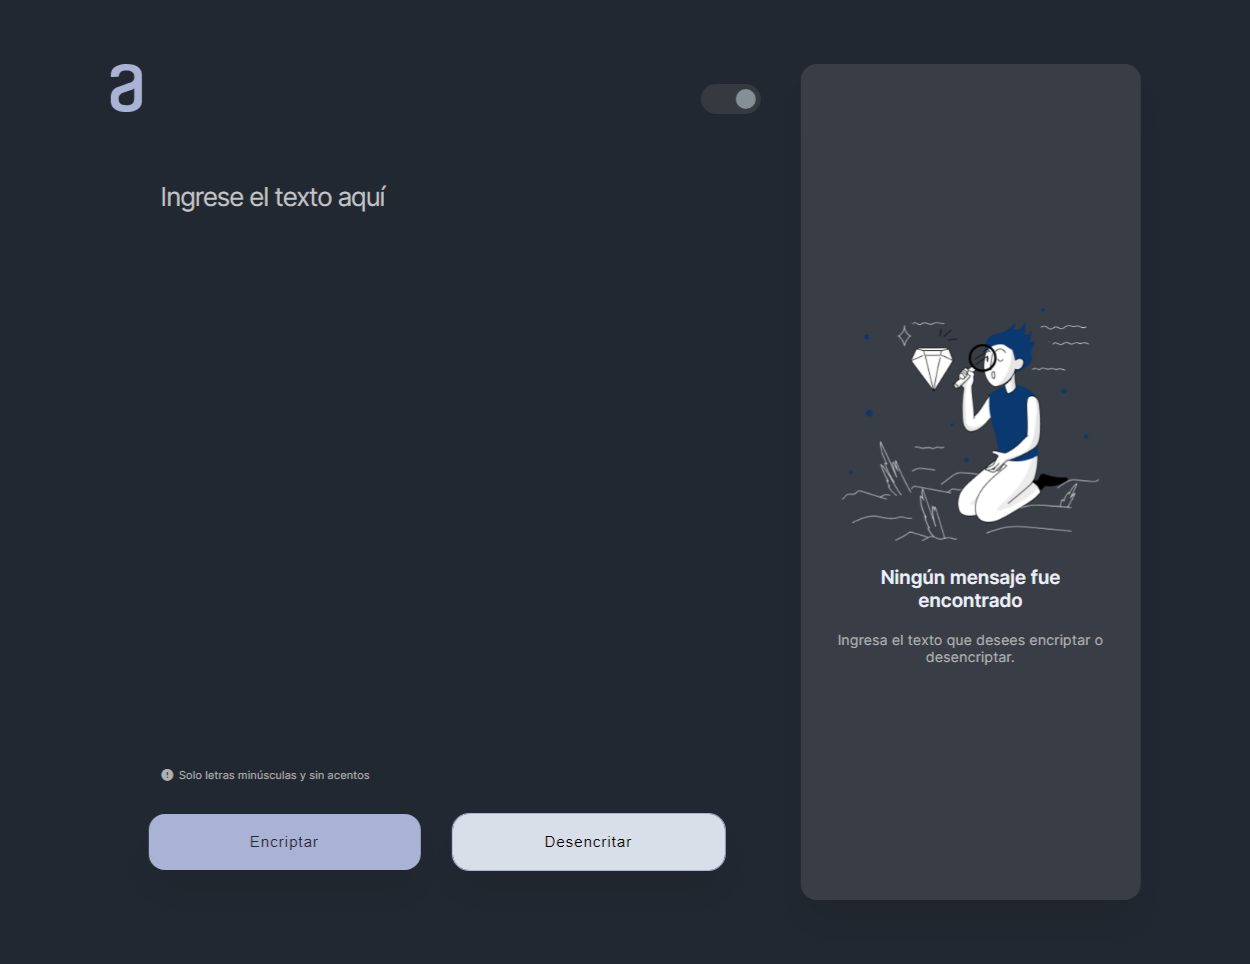 a
Ingrese el texto aquí
Solo letras minúsculas y sin acentos
Encriptar
Desencritar
Ningún mensaje fue
encontrado
Ingresa el texto que desees encriptar o
desencriptar.